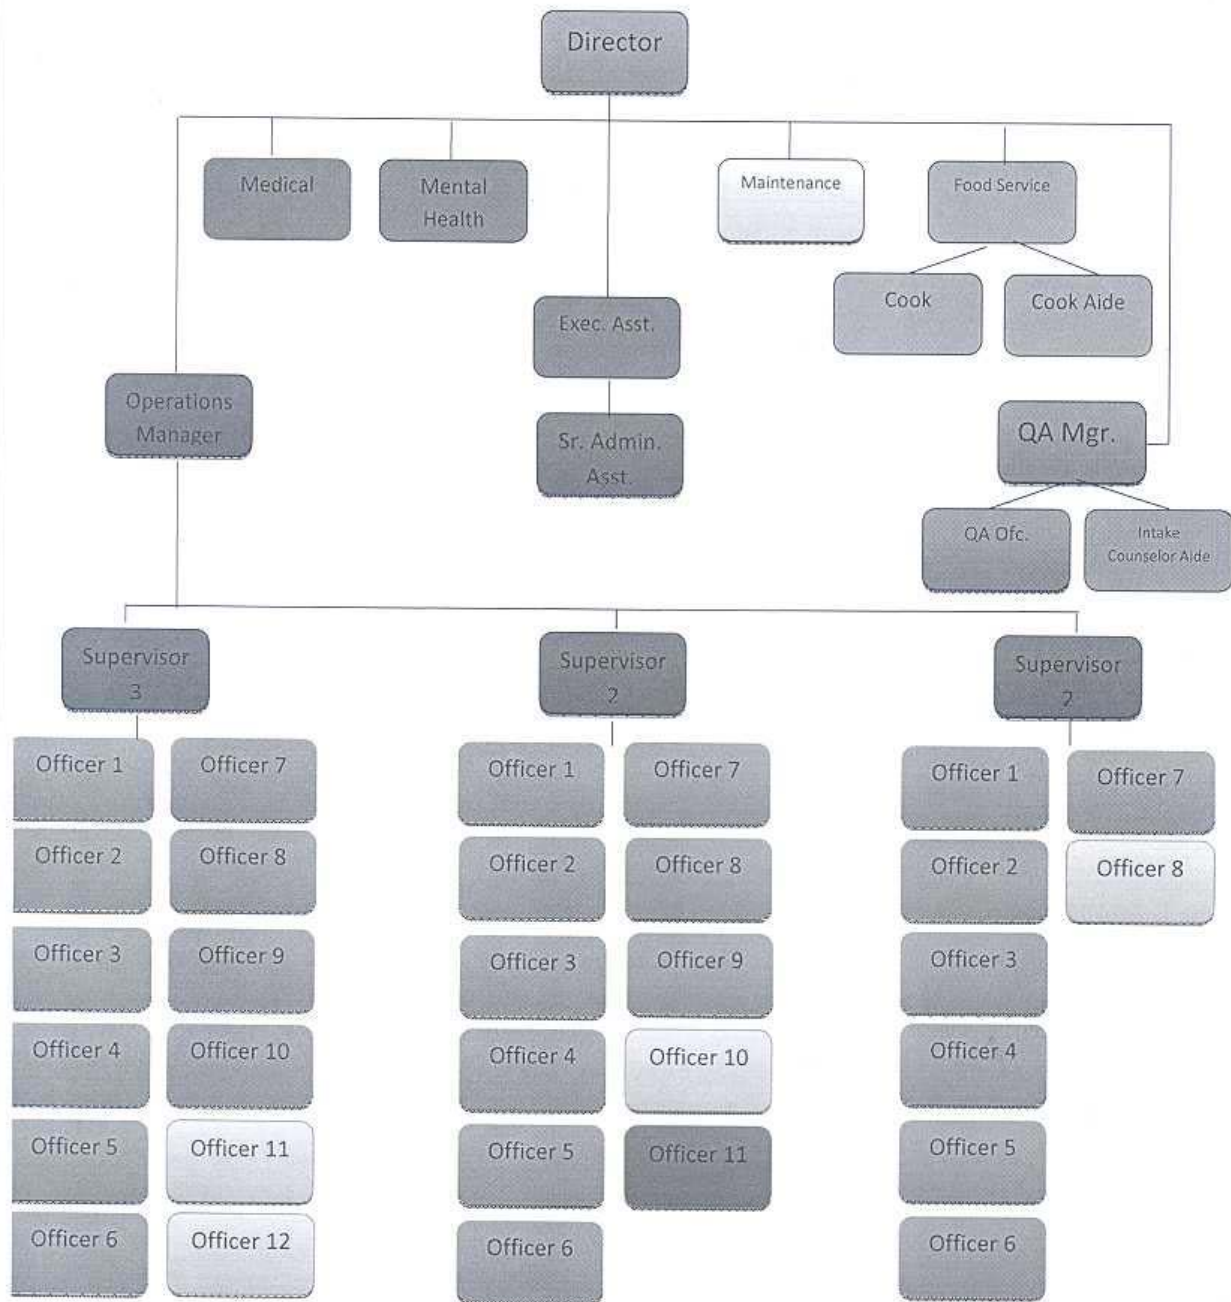 Director
Medical
Mental
Health
Maintenance
Food Service
Cook
Cook Aide
Exec. Asst.
Operations
Manager
Sr. Admin.
Asst.
QA Mgr.
QA Ofc.
Intake
Counselor Aide
Supervisor
3
Supervisor
2
Supervisor
2
Officer 1
Officer 7
Officer 2
Officer 8
Officer 3
Officer 9
Officer 4
Officer 10
Officer 5
Officer 11
Officer 6
Officer 12
Officer 1
Officer 7
Officer 2
Officer 8
Officer 3
Officer 9
Officer 4
Officer 10
Officer 5
Officer 11
Officer 6
Officer 1
Officer 7
Officer 2
Officer 8
Officer 3
Officer 4
Officer 5
Officer 6